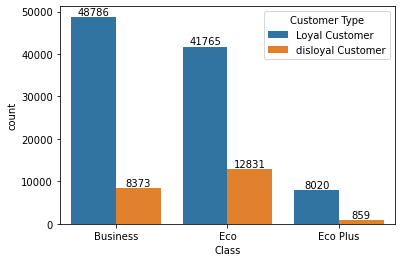 50000
40000
30000
20000
10000
0
count
48786
8373
41765
12831
8020
859
Customer Type
Loyal Customer
disloyal Customer
Business
Eco
Eco Plus
Class